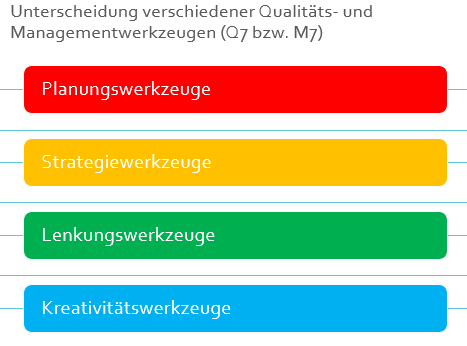 Unterscheidung verschiedener Qualitäts- und
Managementwerkzeugen (Q7 bzw. M7)
Planungswerkzeuge
Strategiewerkzeuge
Lenkungswerkzeuge
Kreativitätswerkzeuge